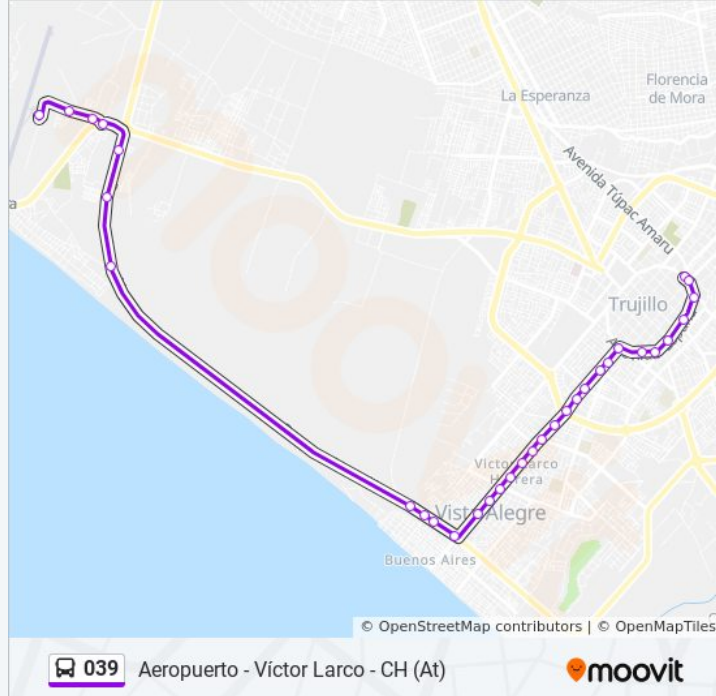 La Esperanza
Florencia
de Mora
Avenida Túpac Amaru
a
Trujillo
Víctor Larco
Herrera
Vista Alegre
Buenos Aires
© OpenStreetMap contributors | © OpenMapTiles
039 Aeropuerto - Víctor Larco - CH (At)
moovit